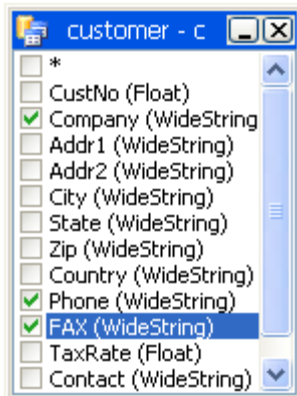 customer - c
*
CustNo (Float)
Company (WideString
Addr1 (WideString)
Addr2 (WideString)
City (WideString)
State (WideString)
Zip (WideString)
Country (WideString)
Phone (WideString)
FAX (WideString)
TaxRate (Float)
Contact (WideString)